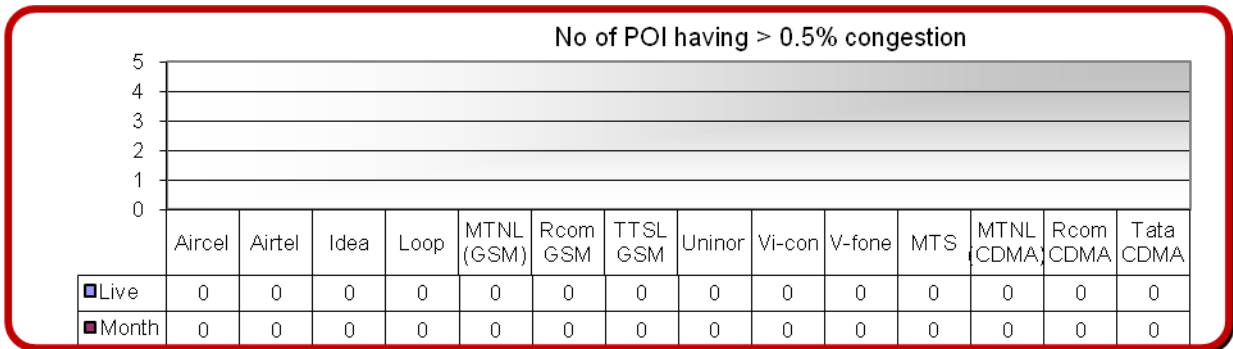 No of POI having > 0.5% congestion
5
4
3
2
1
0
Aircel Airtel Idea Loop MTNL (GSM) Rcom GSM TTSL GSM Uninor Vi-con V-fone MTS MTNL (CDMA) Rcom CDMA Tata CDMA
Live 0 0 0 0 0 0 0 0 0 0 0 0 0 0
Month 0 0 0 0 0 0 0 0 0 0 0 0 0 0